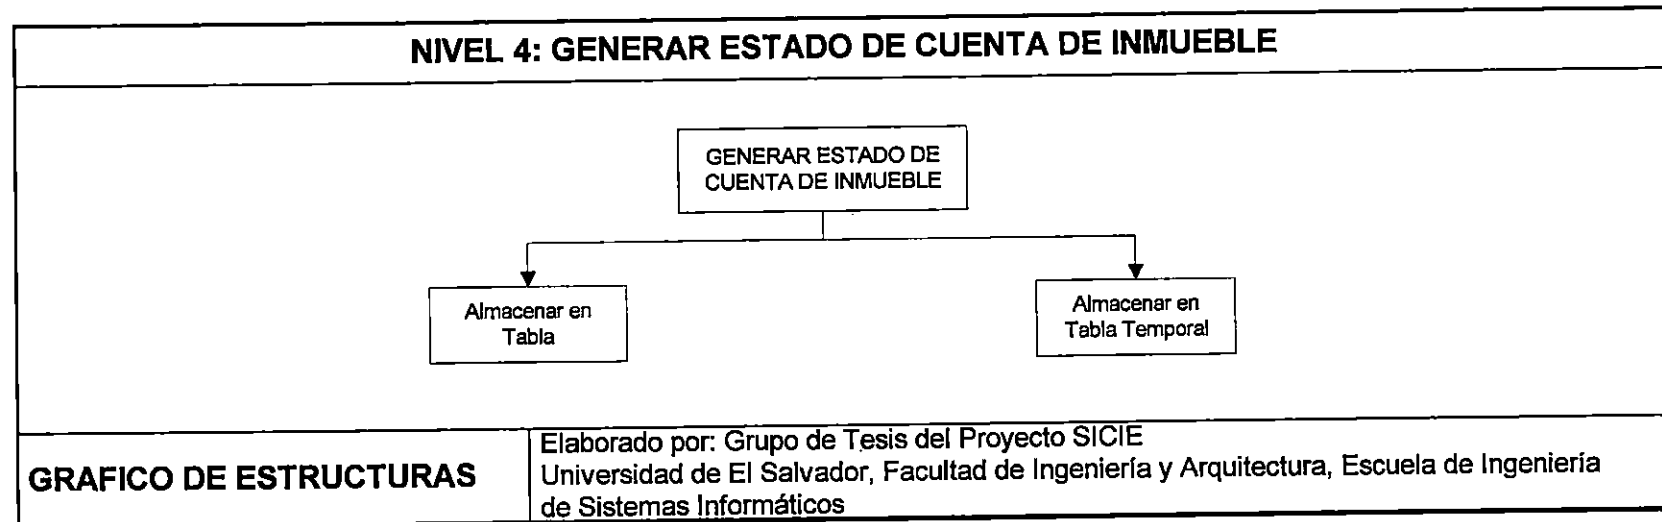 NIVEL 4: GENERAR ESTADO DE CUENTA DE INMUEBLE
GENERAR ESTADO DE
CUENTA DE INMUEBLE
Almacenar en
Tabla
Almacenar en
Tabla Temporal
GRAFICO DE ESTRUCTURAS
Elaborado por: Grupo de Tesis del Proyecto SICIE
Universidad de El Salvador, Facultad de Ingeniería y Arquitectura, Escuela de Ingeniería
de Sistemas Informáticos